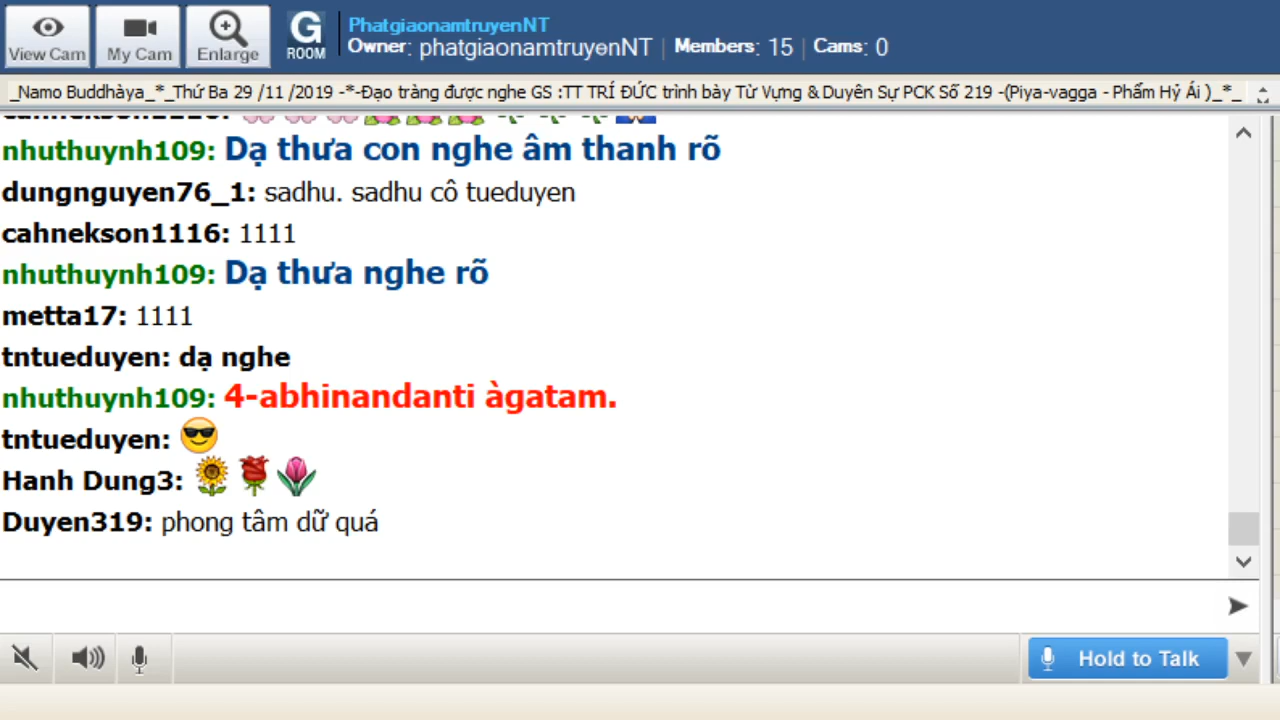 View Cam
My Cam
Enlarge
G
ROOM
PhatgiaonamtruyenNT
Owner: phatgiaonamtruyenNT | Members: 15 | Cams: 0
_Namo Buddhàya_*_Thứ Ba 29 /11 /2019 -*-Đạo tràng được nghe GS :TT TRÍ ĐỨC trình bày Từ Vựng & Duyên Sự PCK Số 219 -(Piya-vagga - Phẩm Hỷ Ái )_*_
cahnekson1116:
nhuthuynh109: Dạ thưa con nghe âm thanh rõ
dungnguyen76_1: sadhu. sadhu cô tueduyen
cahnekson1116: 1111
nhuthuynh109: Dạ thưa nghe rõ
metta17: 1111
tntueduyen: dạ nghe
nhuthuynh109: 4-abhinandanti àgatam.
tntueduyen:
Hanh Dung3:
Duyen319: phong tâm dữ quá
Hold to Talk